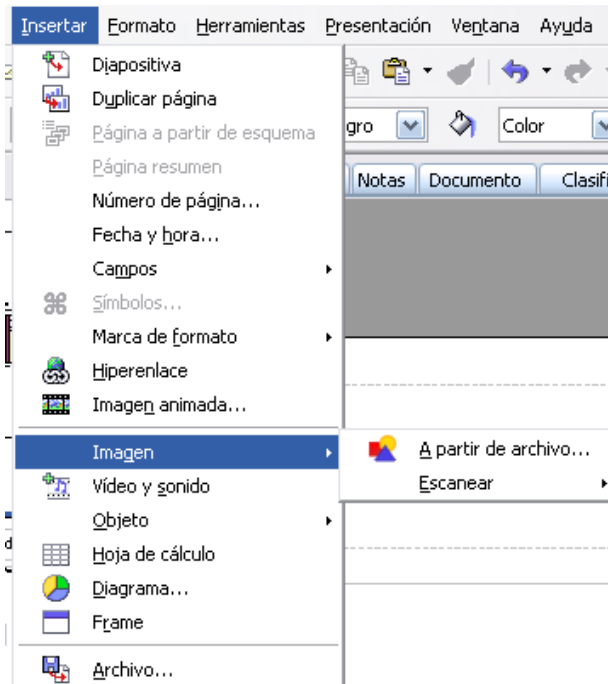 Insertar Formato Herramientas Presentación Ventana Ayuda
Diapositiva
Duplicar página
Página a partir de esquema
gro Color
Página resumen
Notas Documento Clasifi
Número de página...
Fecha y hora...
Campos
Símbolos...
Marca de formato
Hiperenlace
Imagen animada...
Imagen
A partir de archivo...
Vídeo y sonido
Escanear
Objeto
Hoja de cálculo
Diagrama...
Frame
Archivo...